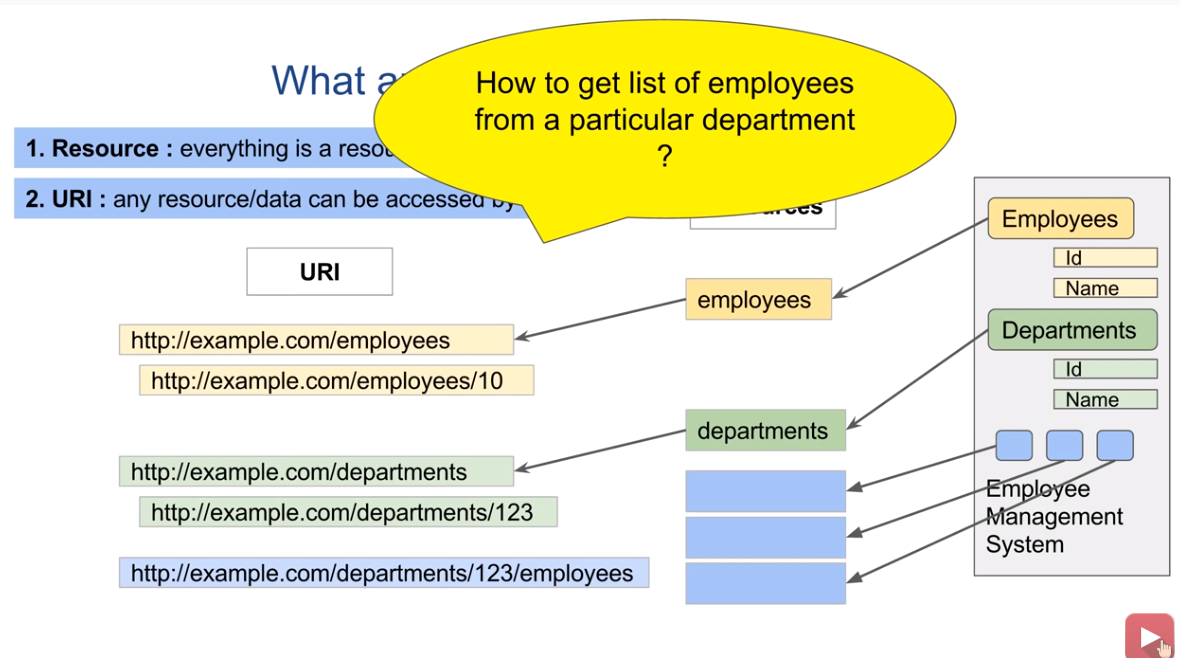 What
How to get list of employees
from a particular department
?
1. Resource : everything is a
2. URI : any resource/data can be accessed by
URI
employees
http://example.com/employees
http://example.com/employees/10
departments
http://example.com/departments
http://example.com/departments/123
http://example.com/departments/123/employees
Employees
Id
Name
Departments
Id
Name
Employee
Management
System